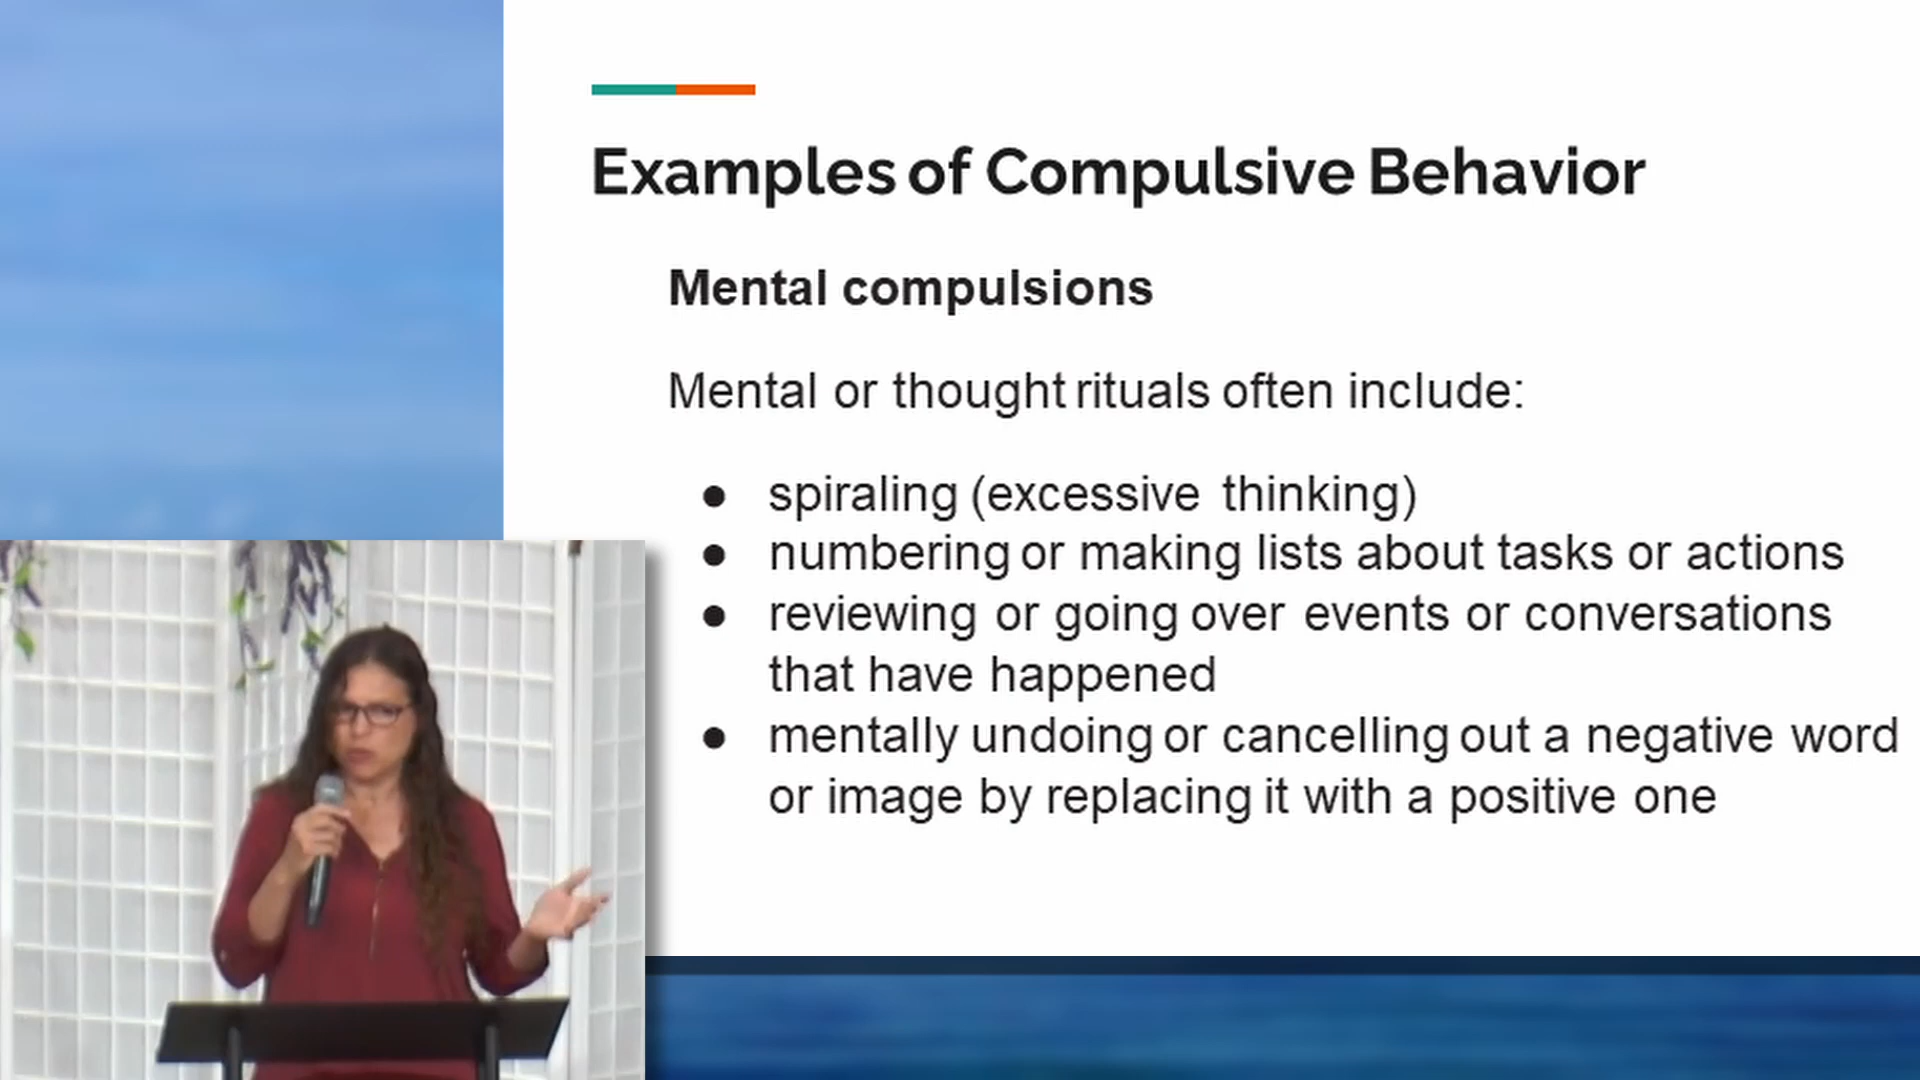 Examples of Compulsive Behavior
Mental compulsions
Mental or thought rituals often include:
● spiraling (excessive thinking)
● numbering or making lists about tasks or actions
● reviewing or going over events or conversations
that have happened
● mentally undoing or cancelling out a negative word
or image by replacing it with a positive one